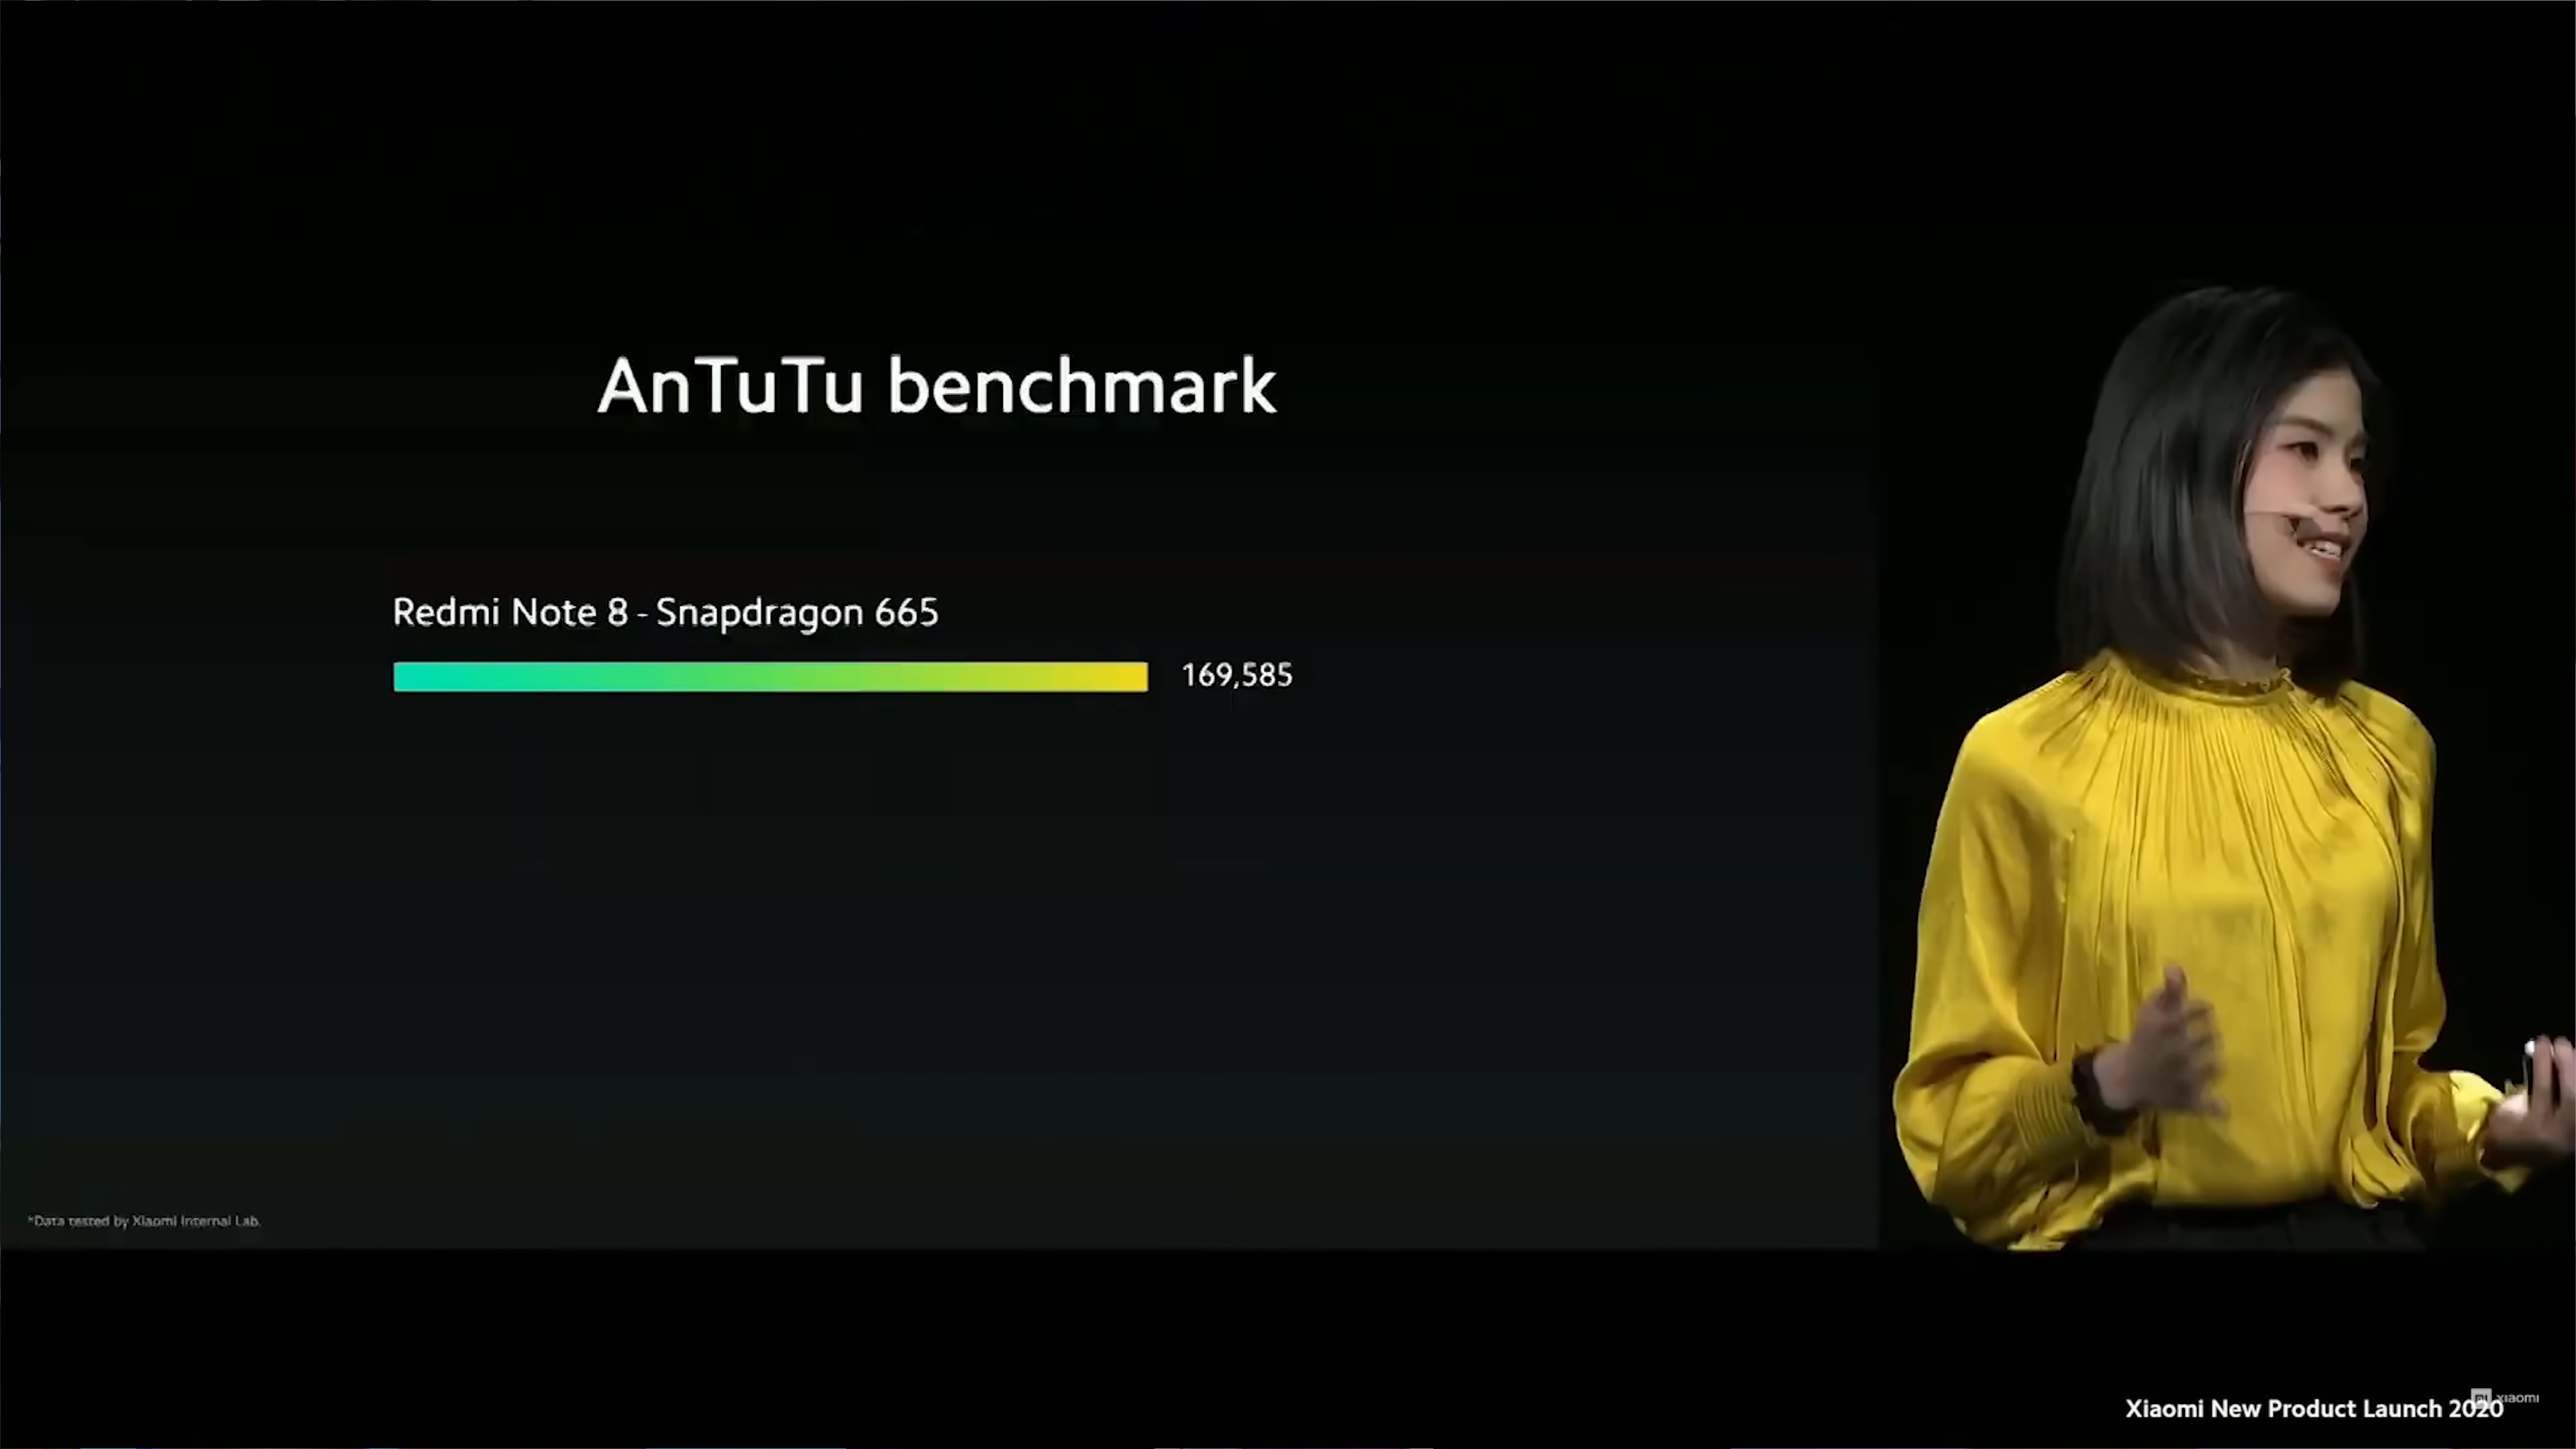 AnTuTu benchmark
Redmi Note 8 - Snapdragon 665
169,585
*Data tested by Xiaomi Internal Lab.
xiaomi
Xiaomi New Product Launch 2020